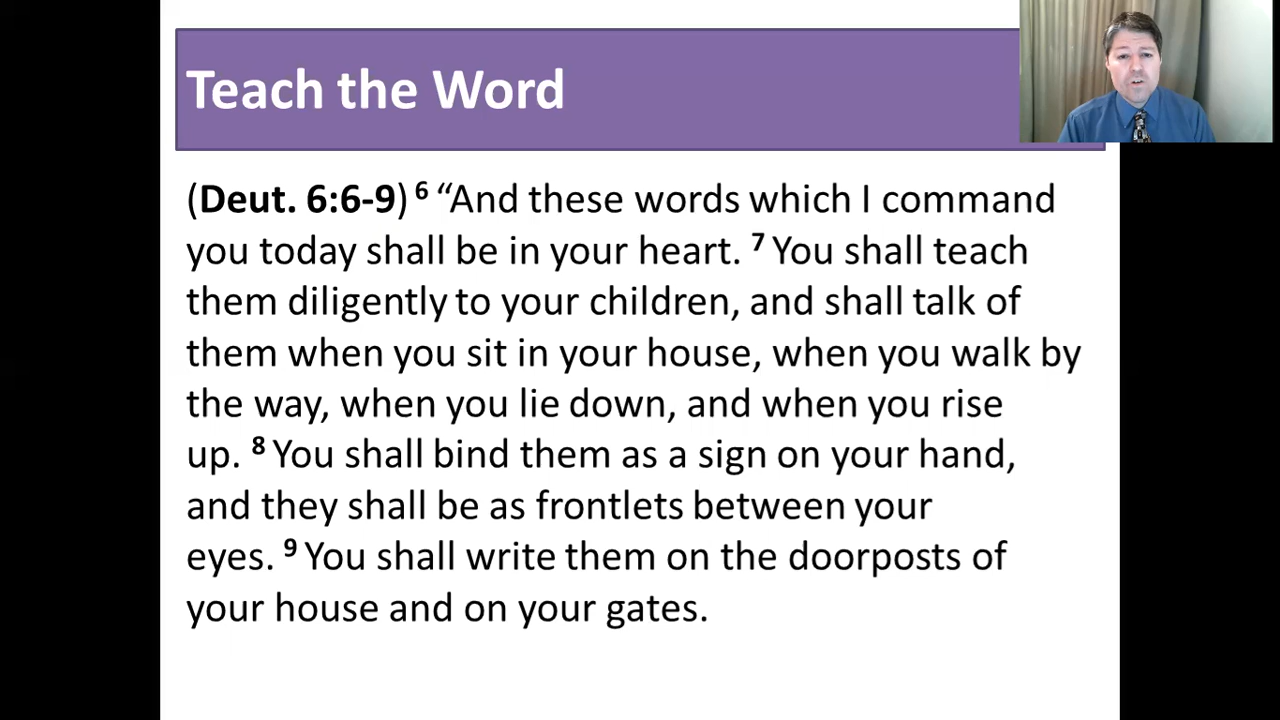 Teach the Word
(Deut. 6:6-9) 6 “And these words which I command
you today shall be in your heart. 7 You shall teach
them diligently to your children, and shall talk of
them when you sit in your house, when you walk by
the way, when you lie down, and when you rise
up. 8 You shall bind them as a sign on your hand,
and they shall be as frontlets between your
eyes. 9 You shall write them on the doorposts of
your house and on your gates.